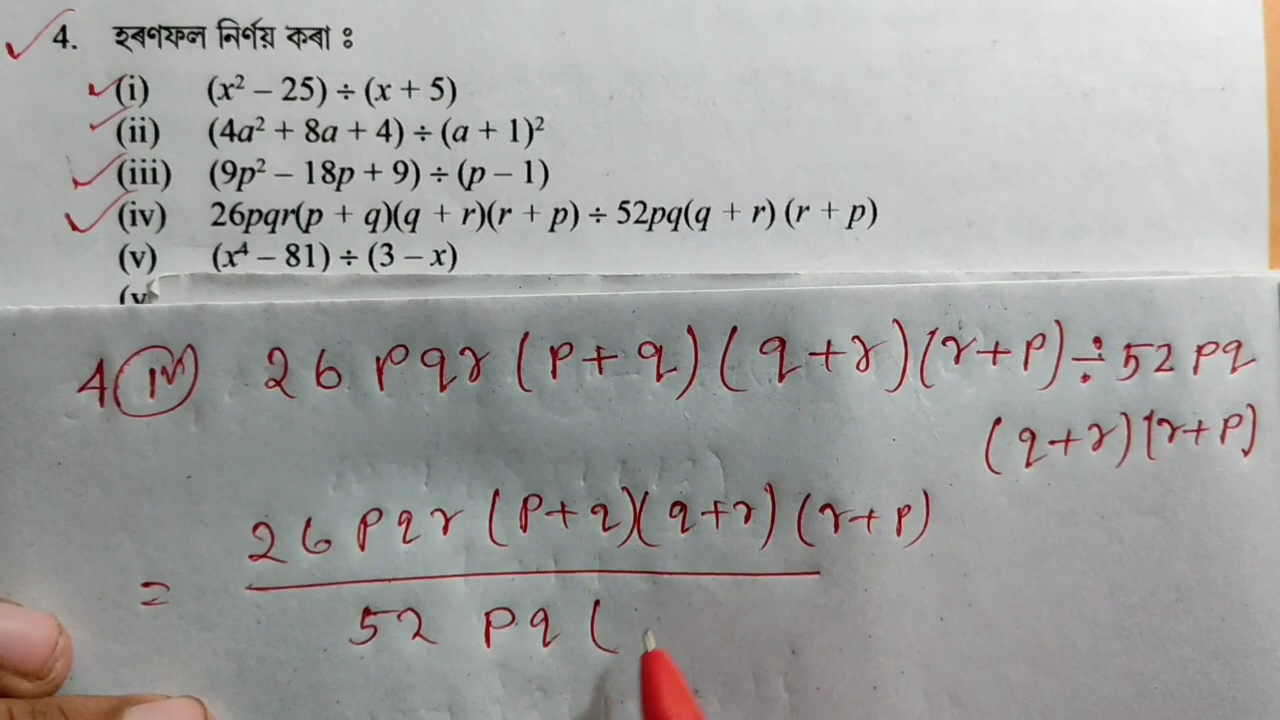 4. হৰণফল নিৰ্ণয় কৰা ঃ
(i) (x² – 25) ÷ (x + 5)
(ii) (4a² + 8a + 4) ÷ (a + 1)²
(iii) (9p² – 18p + 9) ÷ (p – 1)
(iv) 26pqr(p + q)(q + r)(r + p) ÷ 52pq(q + r) (r + p)
(v) (x⁴ – 81) ÷ (3 – x)
4 (iv) 26 pqr (p+q) (q+r) (r+p) ÷ 52 pq
(q+r) (r+p)
26 pqr (p+q)(q+r) (r+p)
=
52 pq (